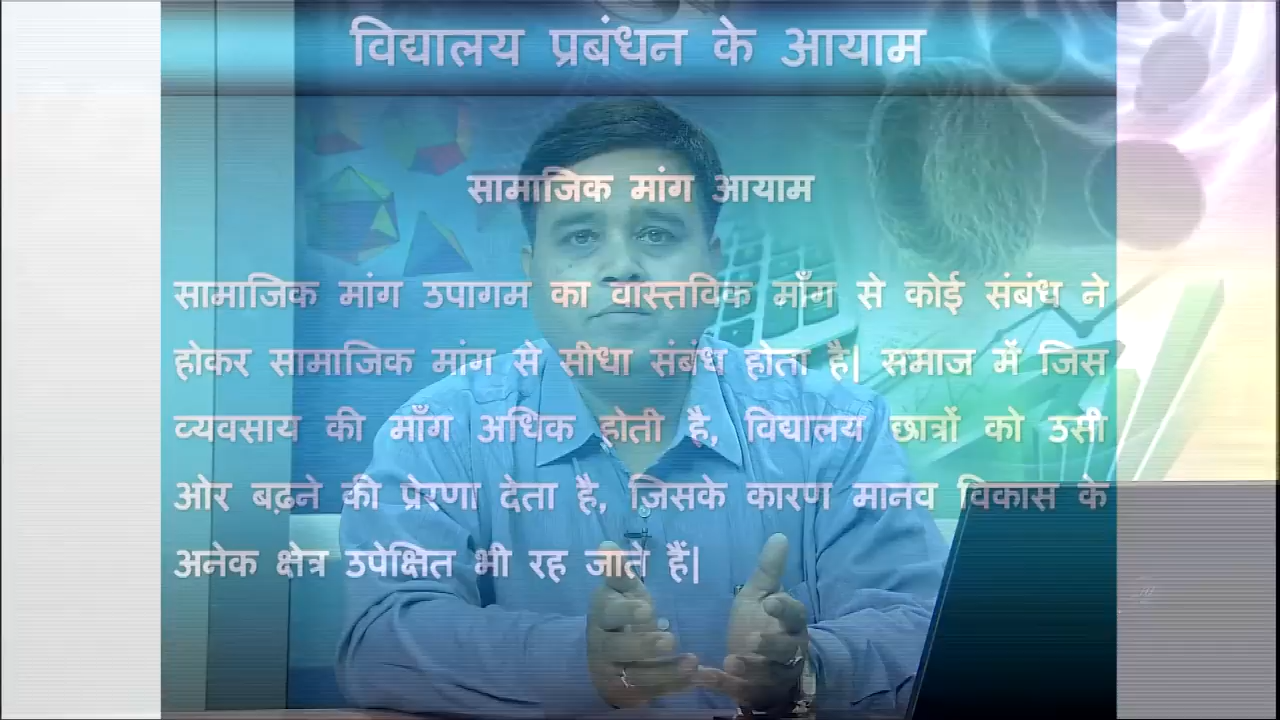 विद्यालय प्रबंधन के आयाम
सामाजिक मांग आयाम
सामाजिक मांग उपागम का वास्तविक माँग से कोई संबंध ने
होकर सामाजिक मांग से सीधा संबंध होता है| समाज में जिस
व्यवसाय की माँग अधिक होती है, विद्यालय छात्रों को उसी
ओर बढ़ने की प्रेरणा देता है, जिसके कारण मानव विकास के
अनेक क्षेत्र उपेक्षित भी रह जाते हैं|